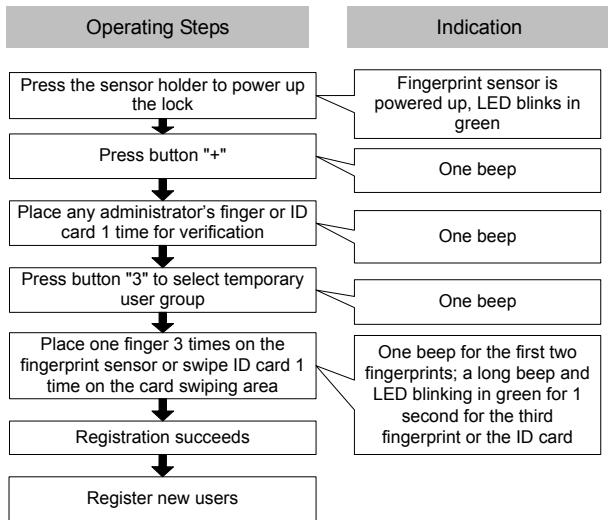 Operating Steps
Indication
Press the sensor holder to power up
the lock
Fingerprint sensor is
powered up, LED blinks in
green
Press button "+"
One beep
Place any administrator's finger or ID
card 1 time for verification
One beep
Press button "3" to select temporary
user group
One beep
Place one finger 3 times on the
fingerprint sensor or swipe ID card 1
time on the card swiping area
One beep for the first two
fingerprints; a long beep and
LED blinking in green for 1
second for the third
fingerprint or the ID card
Registration succeeds
Register new users